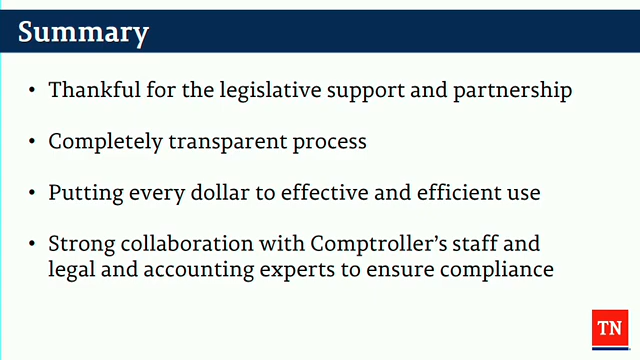 Summary
• Thankful for the legislative support and partnership
• Completely transparent process
• Putting every dollar to effective and efficient use
• Strong collaboration with Comptroller's staff and
legal and accounting experts to ensure compliance
TN